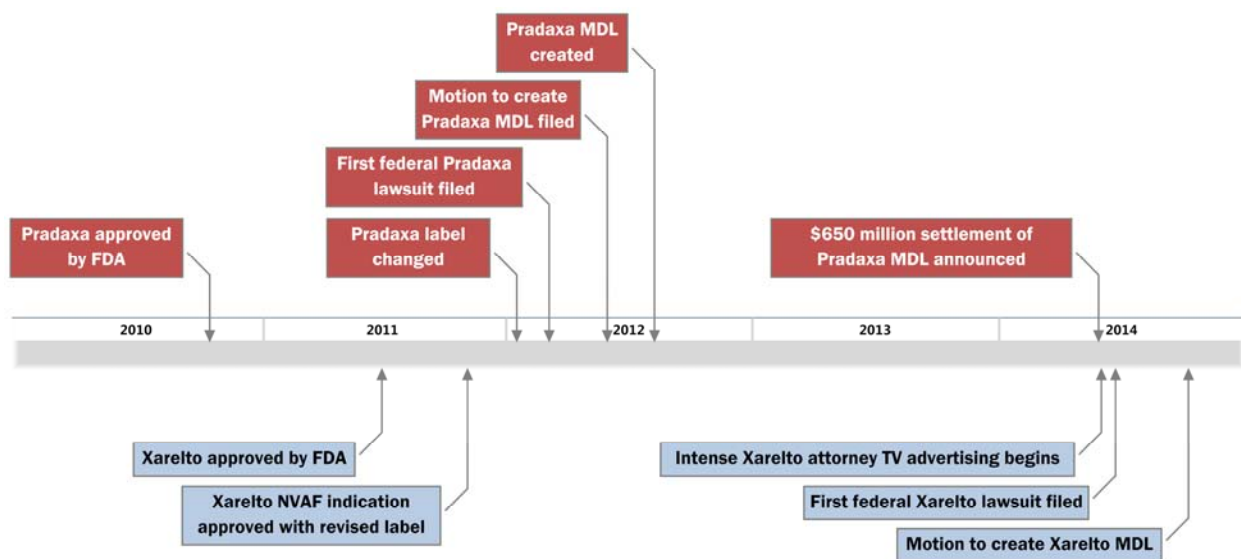 Pradaxa MDL
created
Motion to create
Pradaxa MDL filed
First federal Pradaxa
lawsuit filed
Pradaxa approved
by FDA
Pradaxa label
changed
$650 million settlement of
Pradaxa MDL announced
2010
2011
2012
2013
2014
Xarelto approved by FDA
Xarelto NVAF indication
approved with revised label
Intense Xarelto attorney TV advertising begins
First federal Xarelto lawsuit filed
Motion to create Xarelto MDL